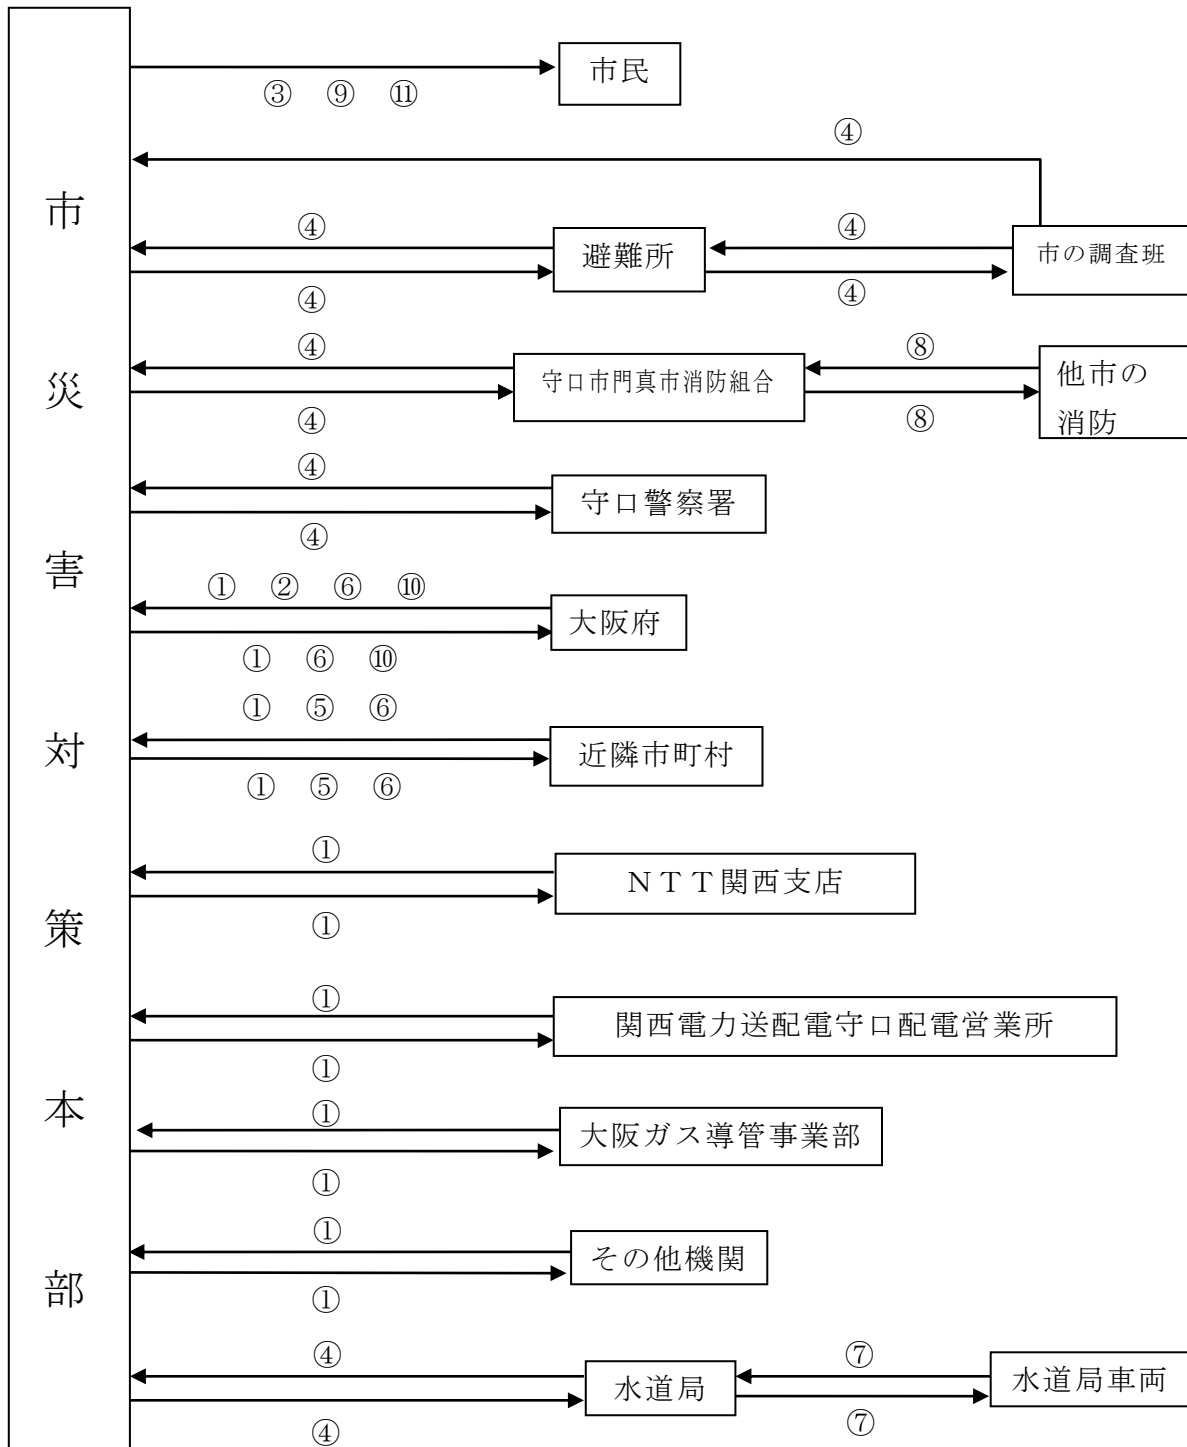 市災害対策本部
市民
③ ⑨ ⑪
④
④
避難所
④
市の調査班
④
④
④
守口市門真市消防組合
⑧
他市の
消防
④
⑧
④
守口警察署
④
① ② ⑥ ⑩
大阪府
① ⑥ ⑩
① ⑤ ⑥
近隣市町村
① ⑤ ⑥
①
ＮＴＴ関西支店
①
①
関西電力送配電守口配電営業所
①
①
大阪ガス導管事業部
①
①
その他機関
①
④
水道局
⑦
水道局車両
④
⑦